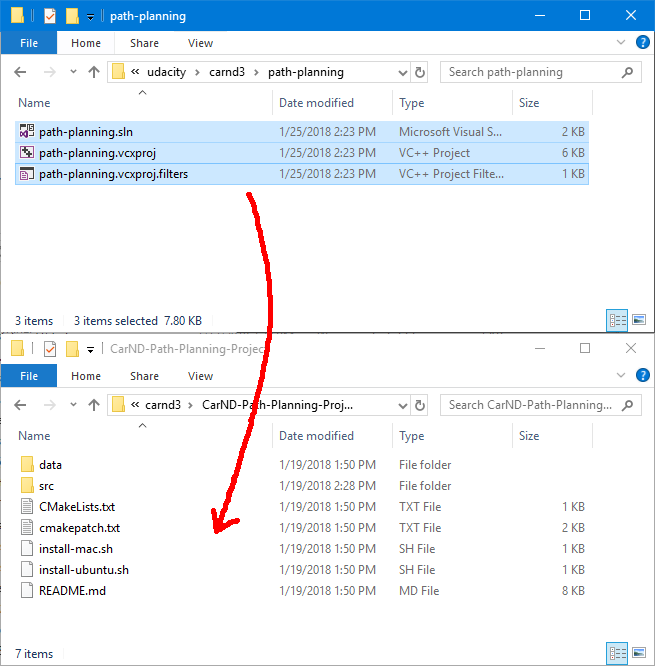 path-planning
File Home Share View
« udacity carnd3 path-planning Search path-planning
Name Date modified Type Size
path-planning.sln 1/25/2018 2:23 PM Microsoft Visual S... 2 KB
path-planning.vcxproj 1/25/2018 2:23 PM VC++ Project 6 KB
path-planning.vcxproj.filters 1/25/2018 2:23 PM VC++ Project Filte... 1 KB
3 items 3 items selected 7.80 KB
CarND-Path-Planning-Project
File Home Share View
« carnd3 CarND-Path-Planning-Proj... Search CarND-Path-Planning...
Name Date modified Type Size
data 1/19/2018 1:50 PM File folder
src 1/19/2018 2:28 PM File folder
CMakeLists.txt 1/19/2018 1:50 PM TXT File 1 KB
cmakepatch.txt 1/19/2018 1:50 PM TXT File 2 KB
install-mac.sh 1/19/2018 1:50 PM SH File 1 KB
install-ubuntu.sh 1/19/2018 1:50 PM SH File 1 KB
README.md 1/19/2018 1:50 PM MD File 8 KB
7 items